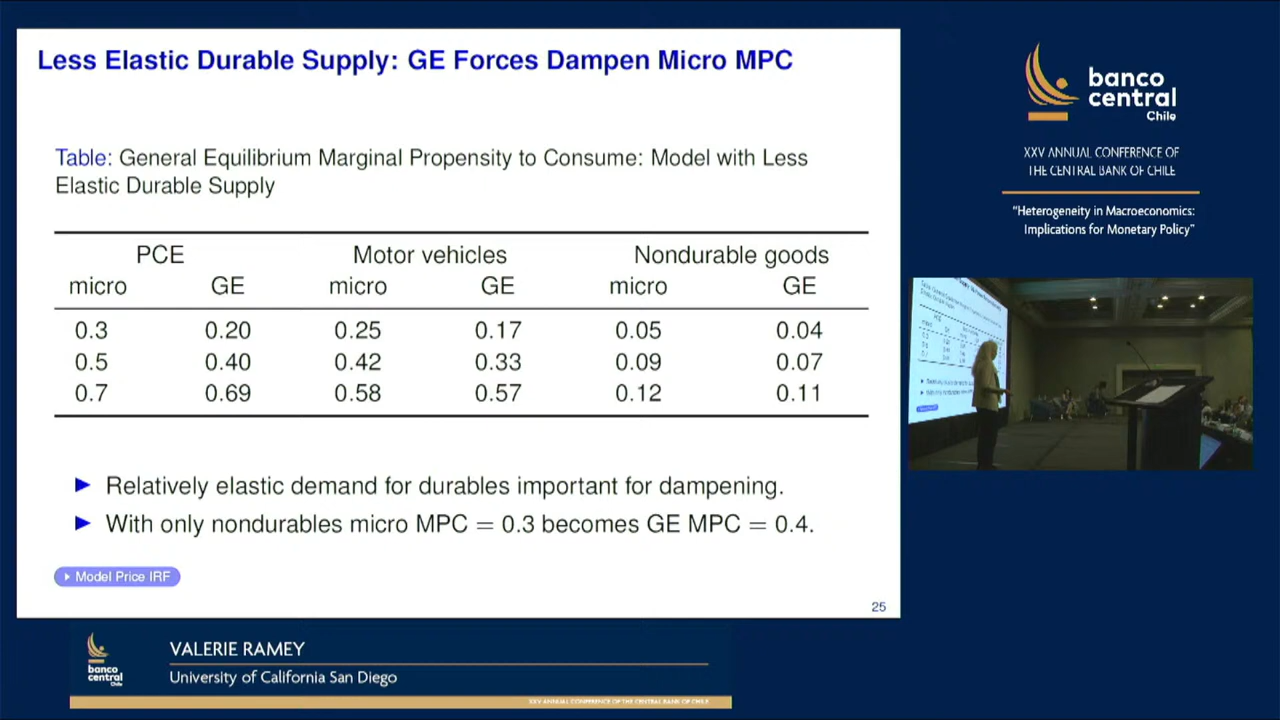 Less Elastic Durable Supply: GE Forces Dampen Micro MPC
Table: General Equilibrium Marginal Propensity to Consume: Model with Less
Elastic Durable Supply
PCE Motor vehicles Nondurable goods
micro GE micro GE micro GE
0.3 0.20 0.25 0.17 0.05 0.04
0.5 0.40 0.42 0.33 0.09 0.07
0.7 0.69 0.58 0.57 0.12 0.11
Relatively elastic demand for durables important for dampening.
With only nondurables micro MPC = 0.3 becomes GE MPC = 0.4.
Model Price IRF
25
banco
central
Chile
XXV ANNUAL CONFERENCE OF
THE CENTRAL BANK OF CHILE
“Heterogeneity in Macroeconomics:
Implications for Monetary Policy”
banco
central
Chile
VALERIE RAMEY
University of California San Diego
XXV ANNUAL CONFERENCE OF THE CENTRAL BANK OF CHILE